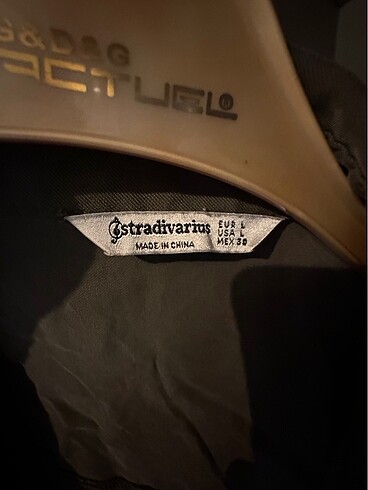 G&D&G
ACTUEL®
stradivarius
MADE IN CHINA
EUR L
USA L
MEX 30